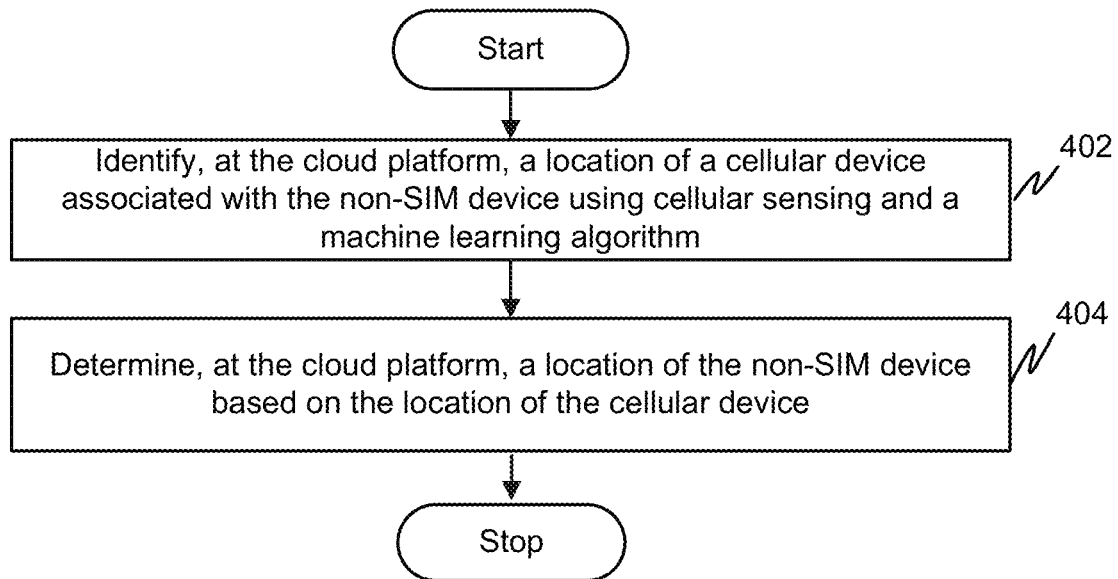 Start
Identify, at the cloud platform, a location of a cellular device
associated with the non-SIM device using cellular sensing and a
machine learning algorithm
402
Determine, at the cloud platform, a location of the non-SIM device
based on the location of the cellular device
404
Stop